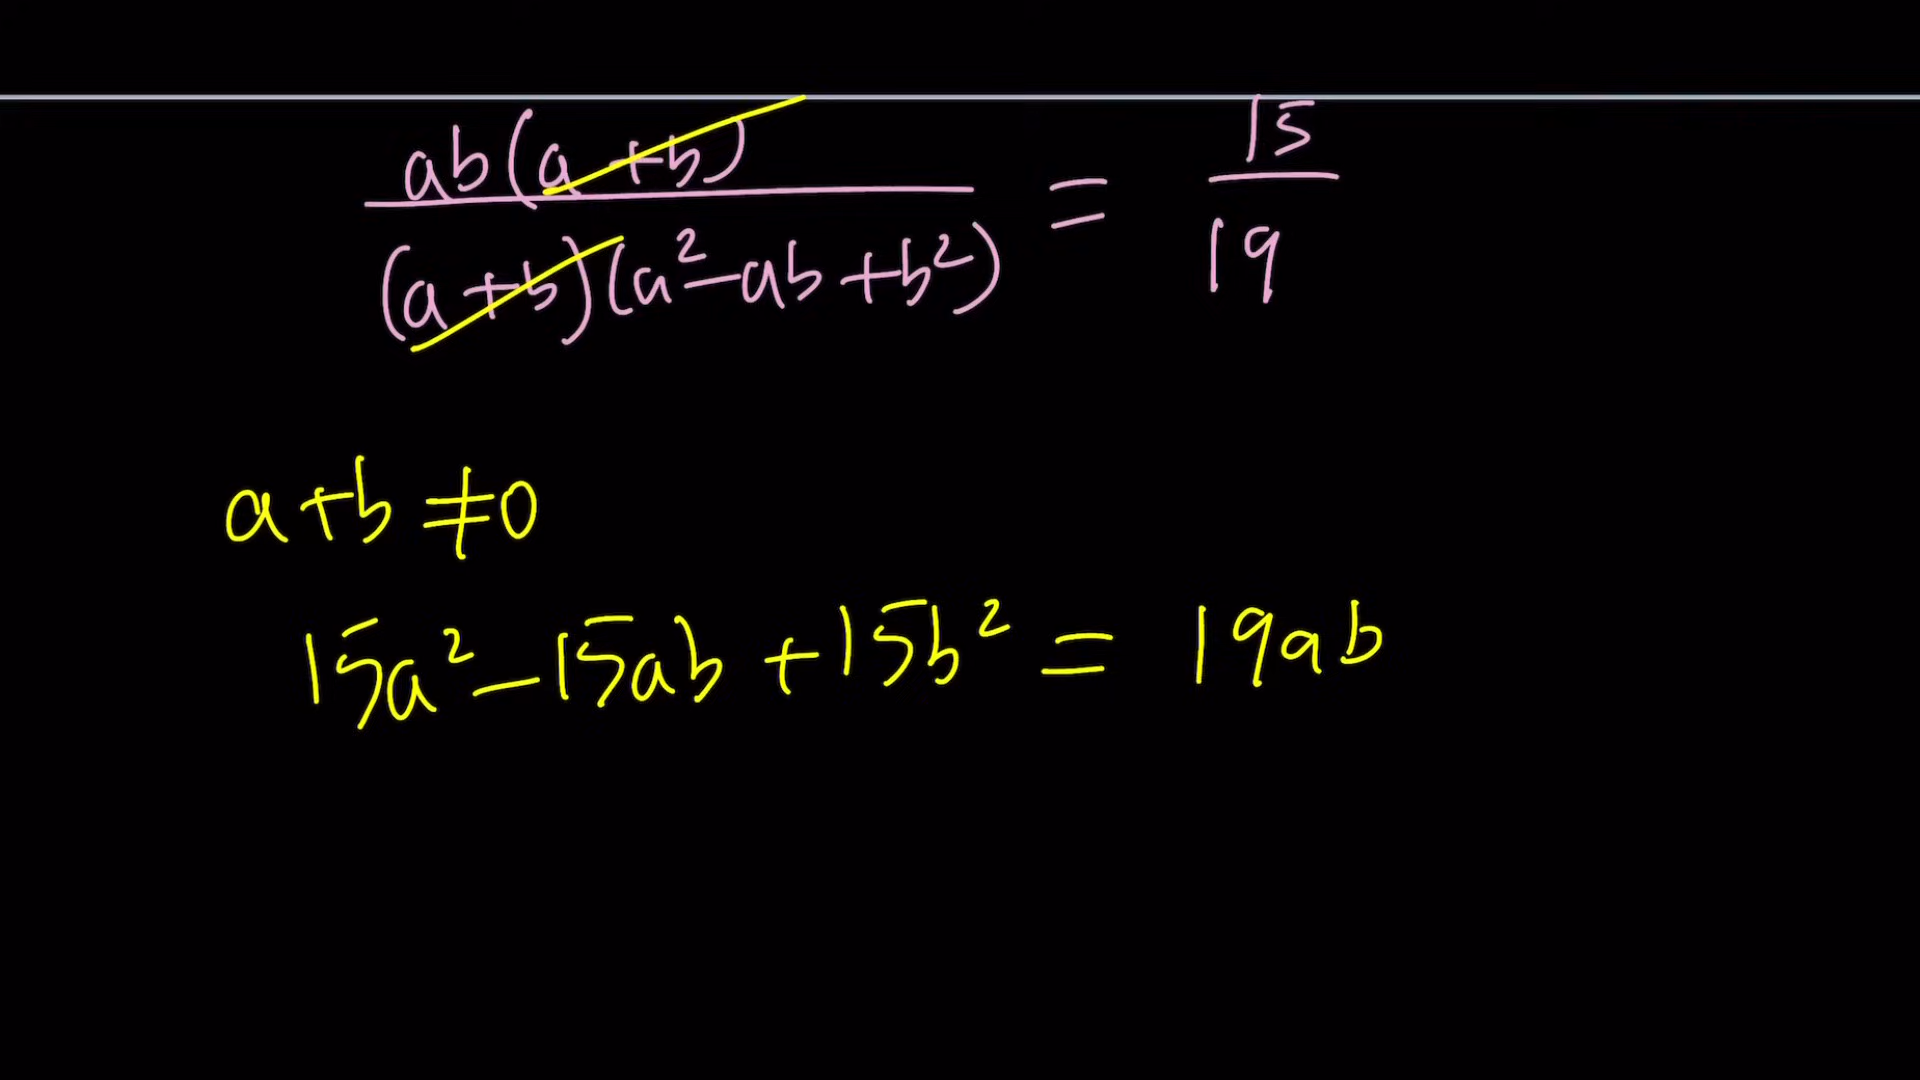 ab(a+b) / (a+b)(a²-ab+b²) = 15/19
a+b ≠0
15a²-15ab+15b² = 19ab